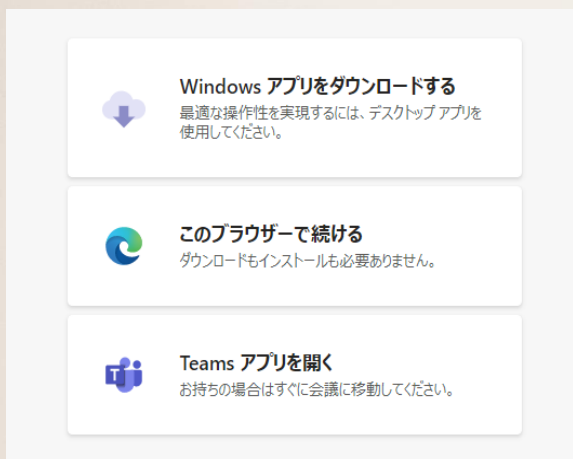 Windows アプリをダウンロードする
最適な操作性を実現するには、デスクトップ アプリを
使用してください。
このブラウザーで続ける
ダウンロードもインストールも必要ありません。
Teams アプリを開く
お持ちの場合はすぐに会議に移動してください。